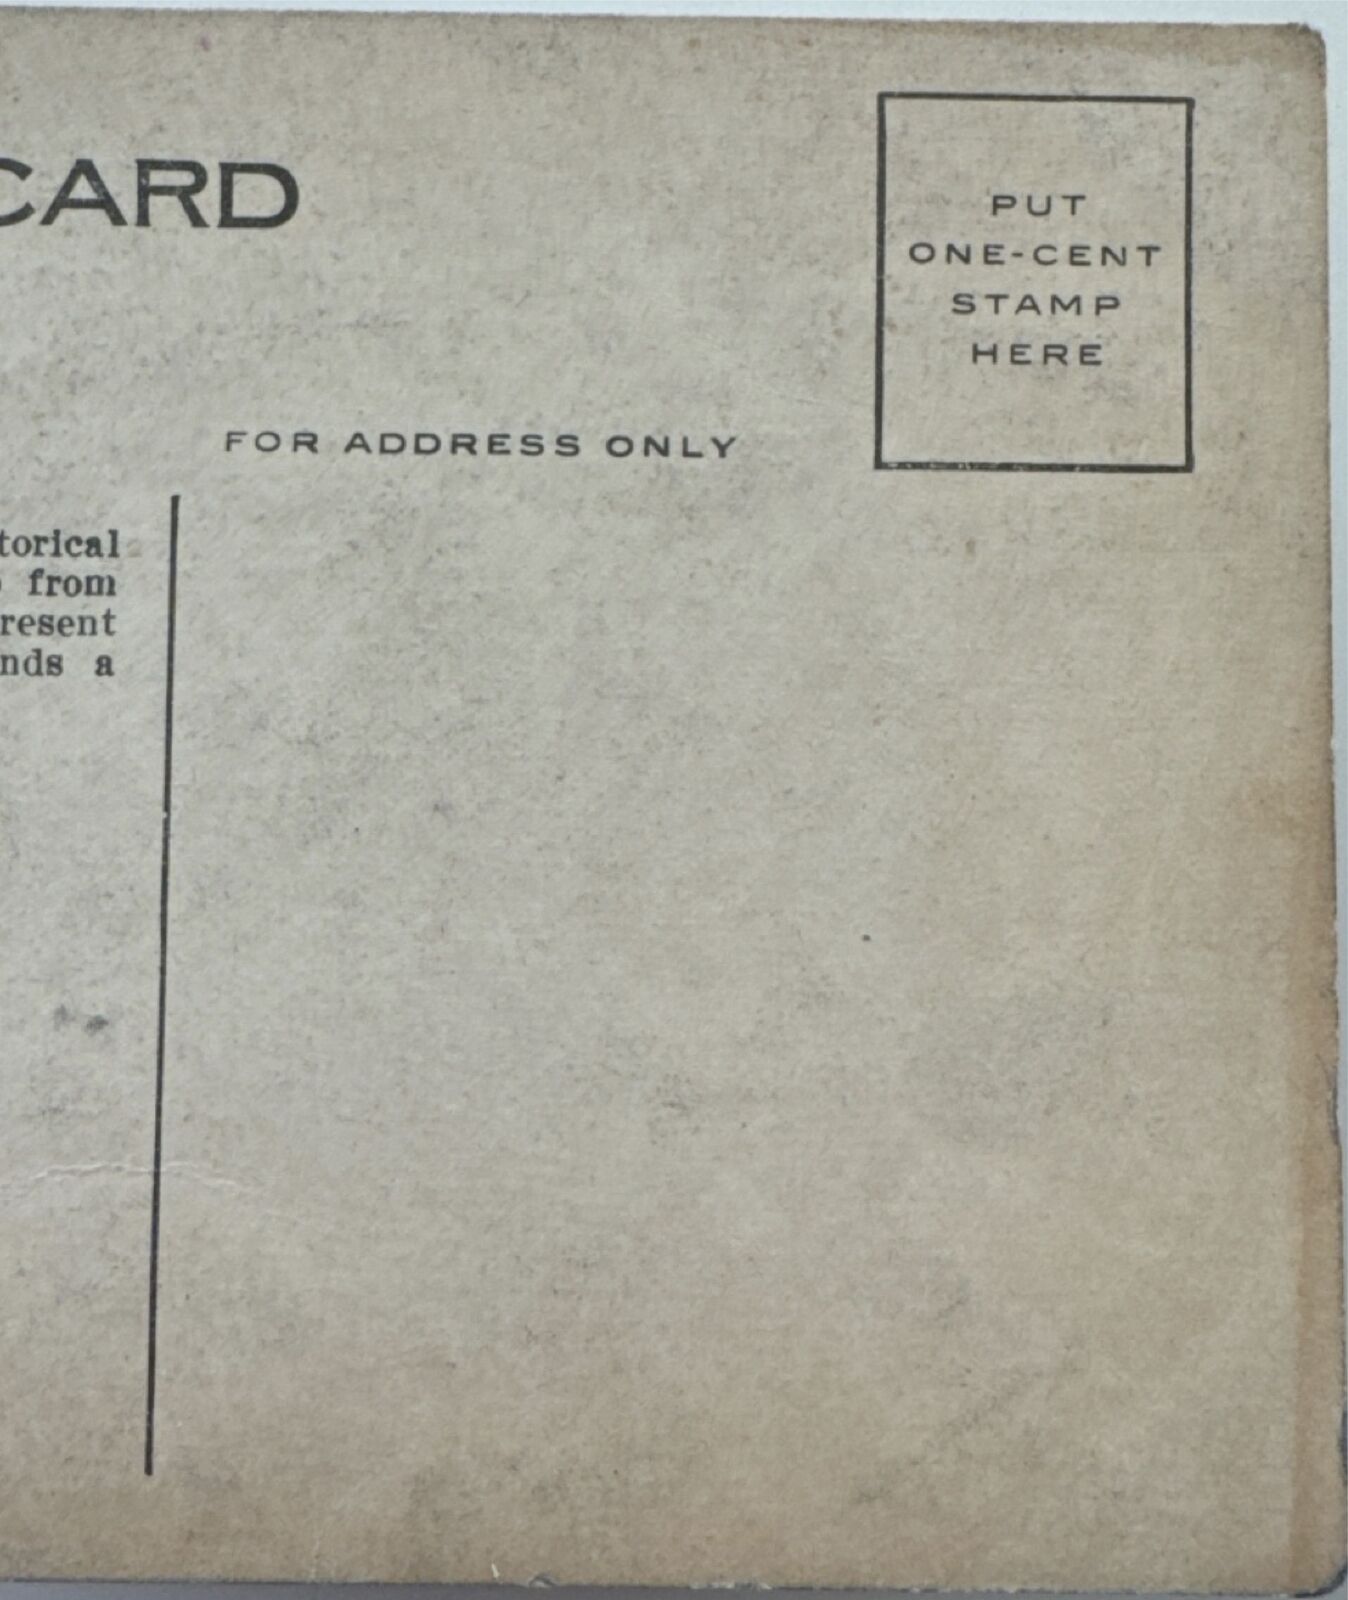 CARD
PUT
ONE-CENT
STAMP
HERE
FOR ADDRESS ONLY
torical
from
resent
nds a